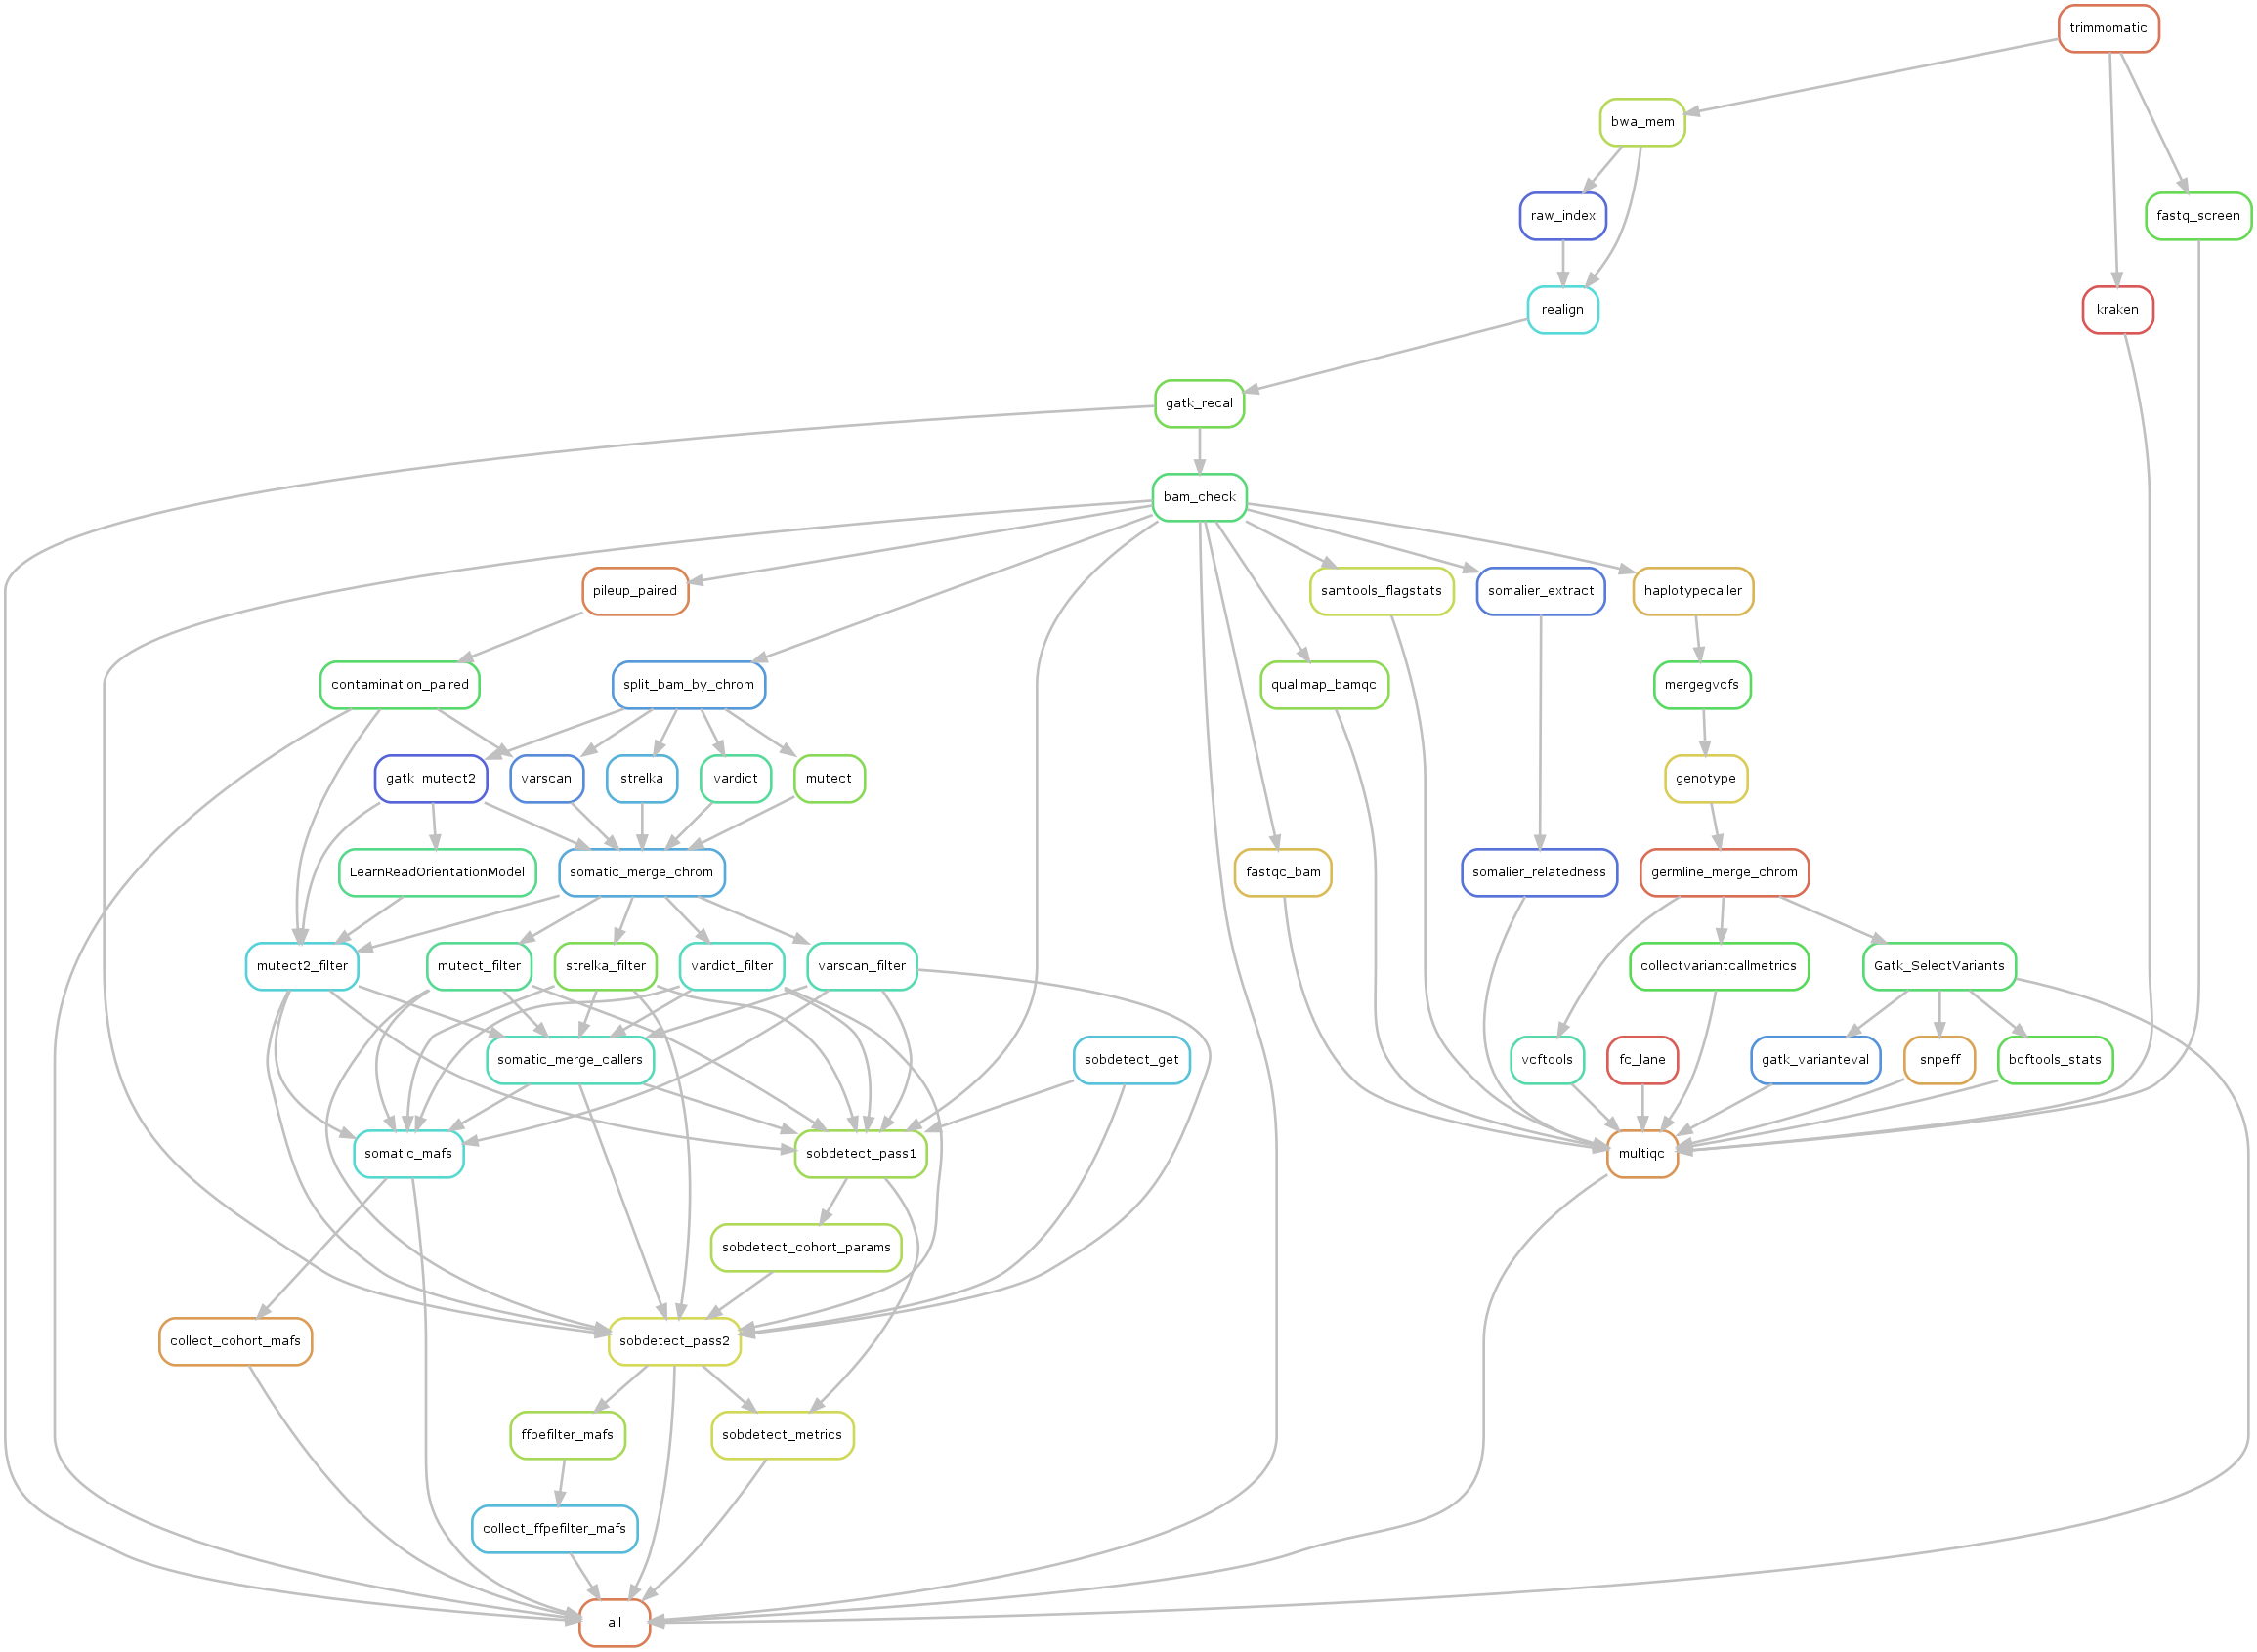 trimmomatic
bwa_mem
raw_index
fastq_screen
realign
kraken
gatk_recal
bam_check
pileup_paired
samtools_flagstats
somalier_extract
haplotypecaller
contamination_paired
split_bam_by_chrom
qualimap_bamqc
mergegvcfs
gatk_mutect2
varscan
strelka
vardict
mutect
genotype
LearnReadOrientationModel
somatic_merge_chrom
fastqc_bam
somalier_relatedness
germline_merge_chrom
mutect2_filter
mutect_filter
strelka_filter
vardict_filter
varscan_filter
collectvariantcallmetrics
Gatk_SelectVariants
somatic_merge_callers
sobdetect_get
vcftools
fc_lane
gatk_varianteval
snpeff
bcftools_stats
somatic_mafs
sobdetect_pass1
multiqc
sobdetect_cohort_params
collect_cohort_mafs
sobdetect_pass2
ffpefilter_mafs
sobdetect_metrics
collect_ffpefilter_mafs
all